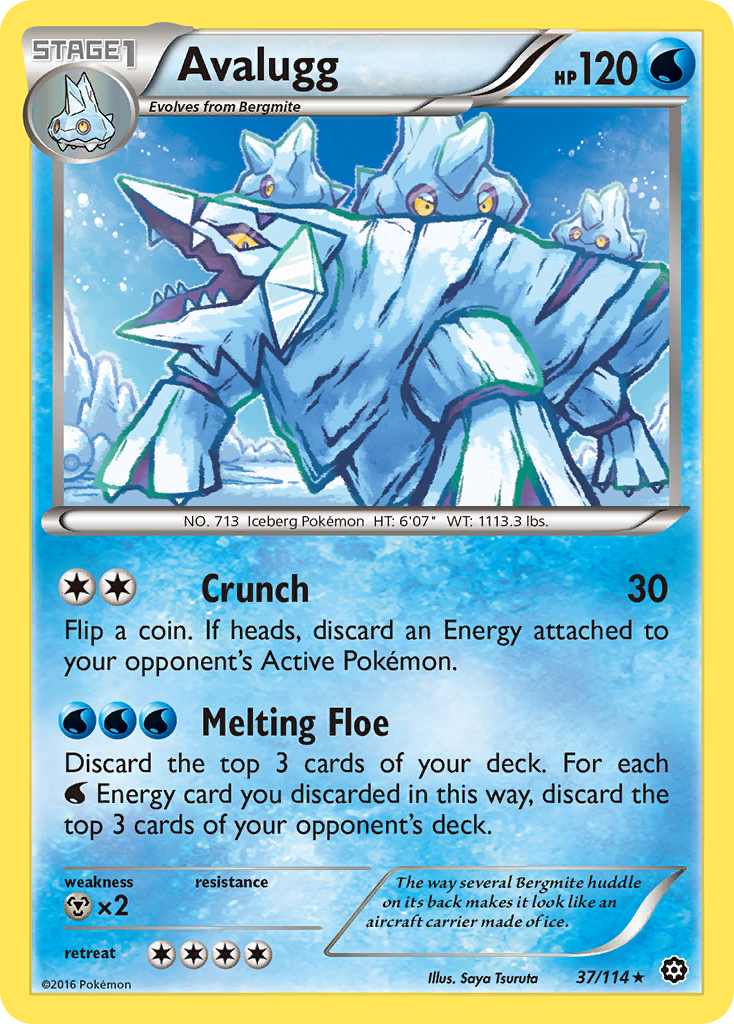 STAGE1
Avalugg
HP120
Evolves from Bergmite
NO. 713 Iceberg Pokémon HT: 6'07" WT: 1113.3 lbs.
Crunch 30
Flip a coin. If heads, discard an Energy attached to
your opponent's Active Pokémon.
Melting Floe
Discard the top 3 cards of your deck. For each
Energy card you discarded in this way, discard the
top 3 cards of your opponent's deck.
weakness resistance
×2
The way several Bergmite huddle
on its back makes it look like an
aircraft carrier made of ice.
retreat
©2016 Pokémon
Illus. Saya Tsuruta
37/114★